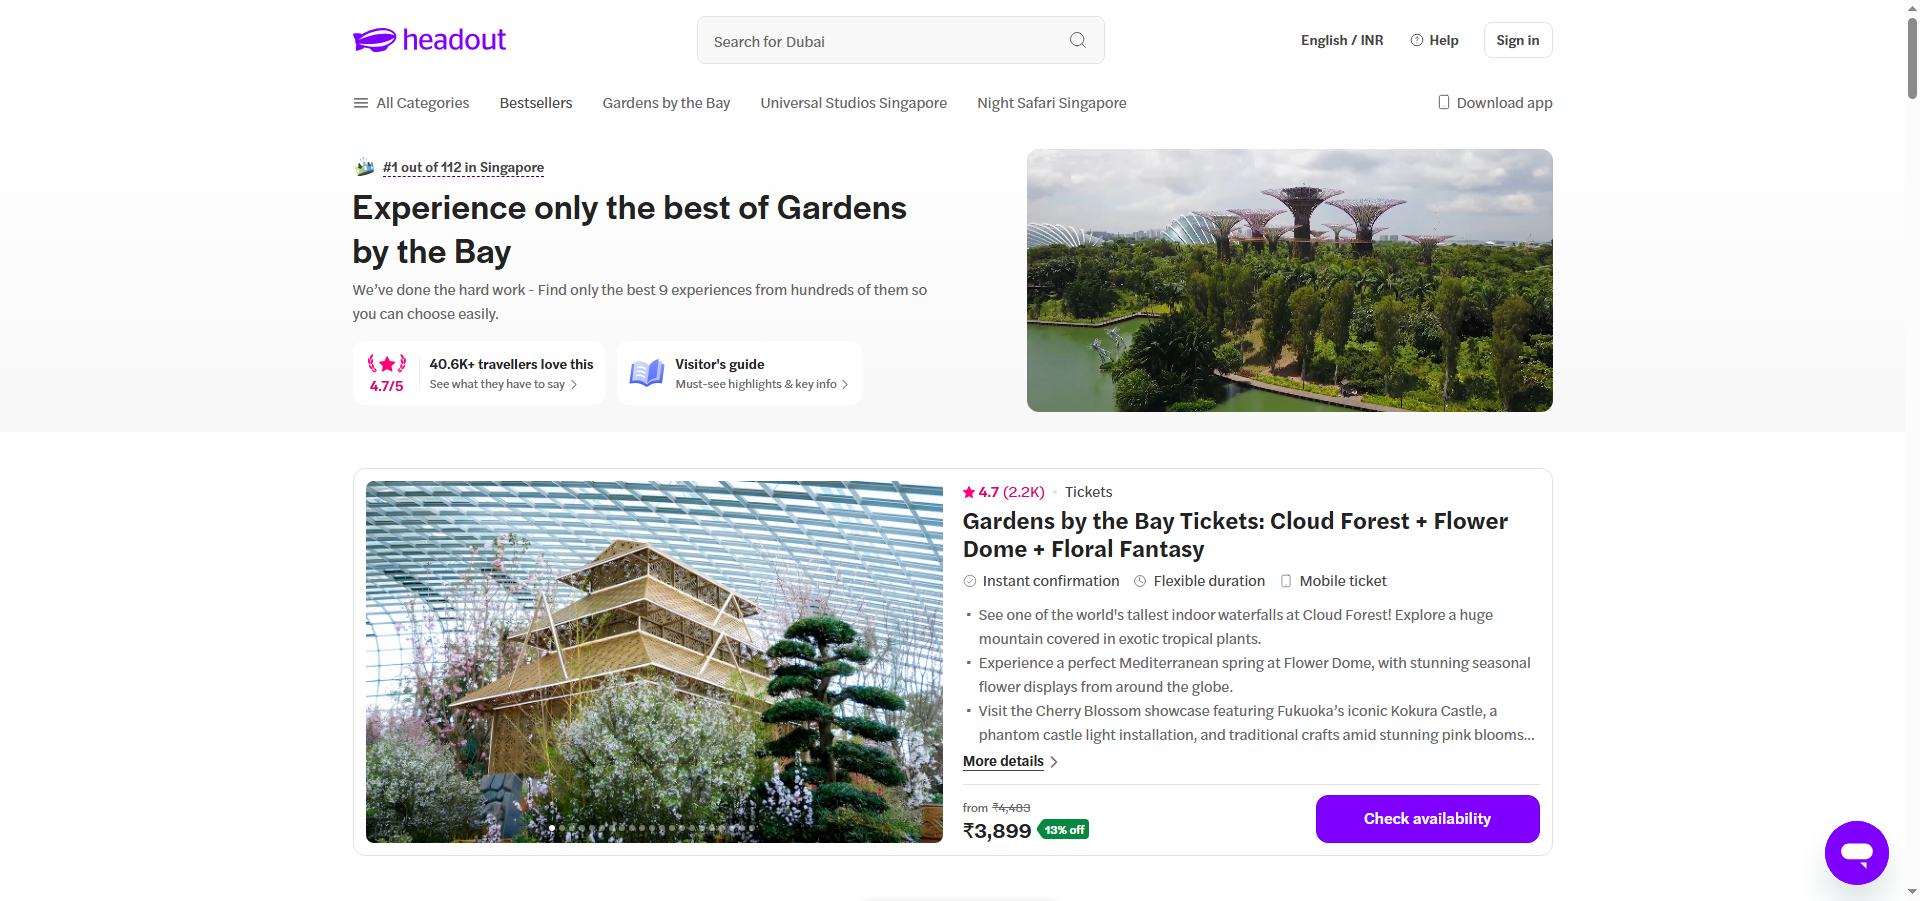 headout
Search for Dubai
English / INR
Help
Sign in
All Categories
Bestsellers
Gardens by the Bay
Universal Studios Singapore
Night Safari Singapore
Download app
#1 out of 112 in Singapore
Experience only the best of Gardens
by the Bay
We’ve done the hard work - Find only the best 9 experiences from hundreds of them so
you can choose easily.
4.7/5
40.6K+ travellers love this
See what they have to say
Visitor's guide
Must-see highlights & key info
4.7 (2.2K)
Tickets
Gardens by the Bay Tickets: Cloud Forest + Flower
Dome + Floral Fantasy
Instant confirmation
Flexible duration
Mobile ticket
See one of the world's tallest indoor waterfalls at Cloud Forest! Explore a huge
mountain covered in exotic tropical plants.
Experience a perfect Mediterranean spring at Flower Dome, with stunning seasonal
flower displays from around the globe.
Visit the Cherry Blossom showcase featuring Fukuoka’s iconic Kokura Castle, a
phantom castle light installation, and traditional crafts amid stunning pink blooms...
More details
from ₹4,483
₹3,899
13% off
Check availability